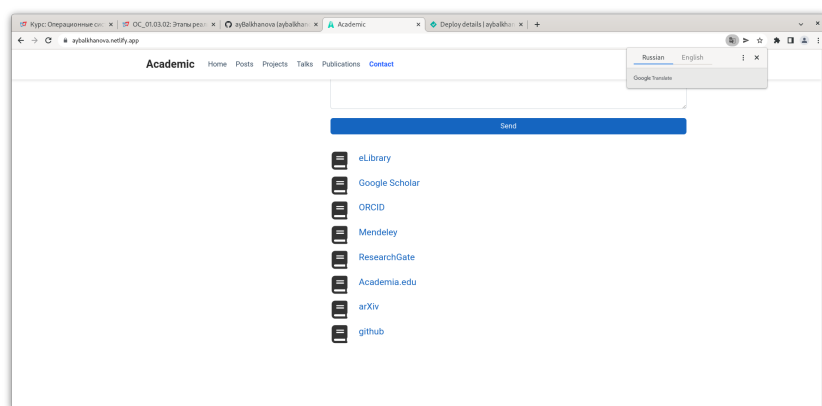 Курс: Операционные сис
ОС_01.03.02: Этапы реал
ayBalkhanova (aybalkhano
Academic
Deploy details | aybalkhan
aybalkhanova.netlify.app
Russian English
Google Translate
Academic Home Posts Projects Talks Publications Contact
Send
eLibrary
Google Scholar
ORCID
Mendeley
ResearchGate
Academia.edu
arXiv
github